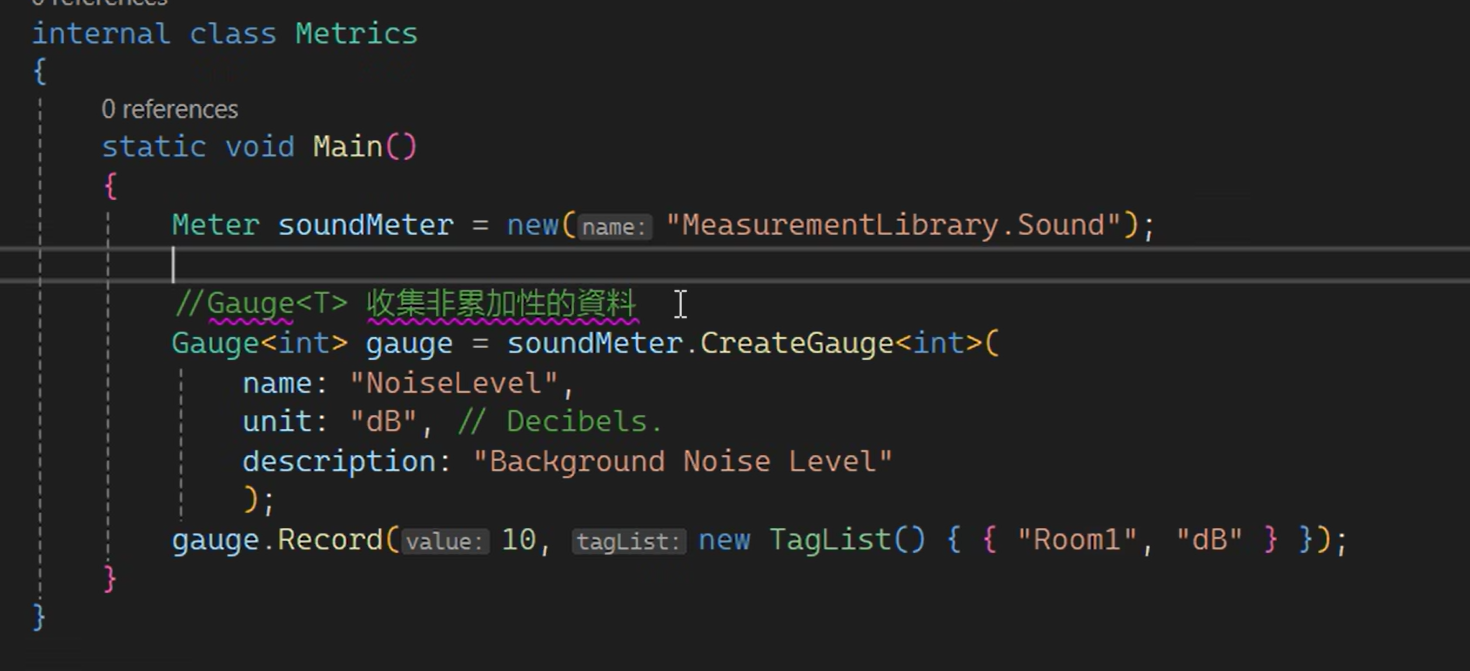 0 references
internal class Metrics
{
0 references
static void Main()
{
Meter soundMeter = new(name: "MeasurementLibrary.Sound");
//Gauge<T> 收集非累加性的資料
Gauge<int> gauge = soundMeter.CreateGauge<int>(
name: "NoiseLevel",
unit: "dB", // Decibels.
description: "Background Noise Level"
);
gauge.Record(value: 10, tagList: new TagList() { { "Room1", "dB" } });
}
}